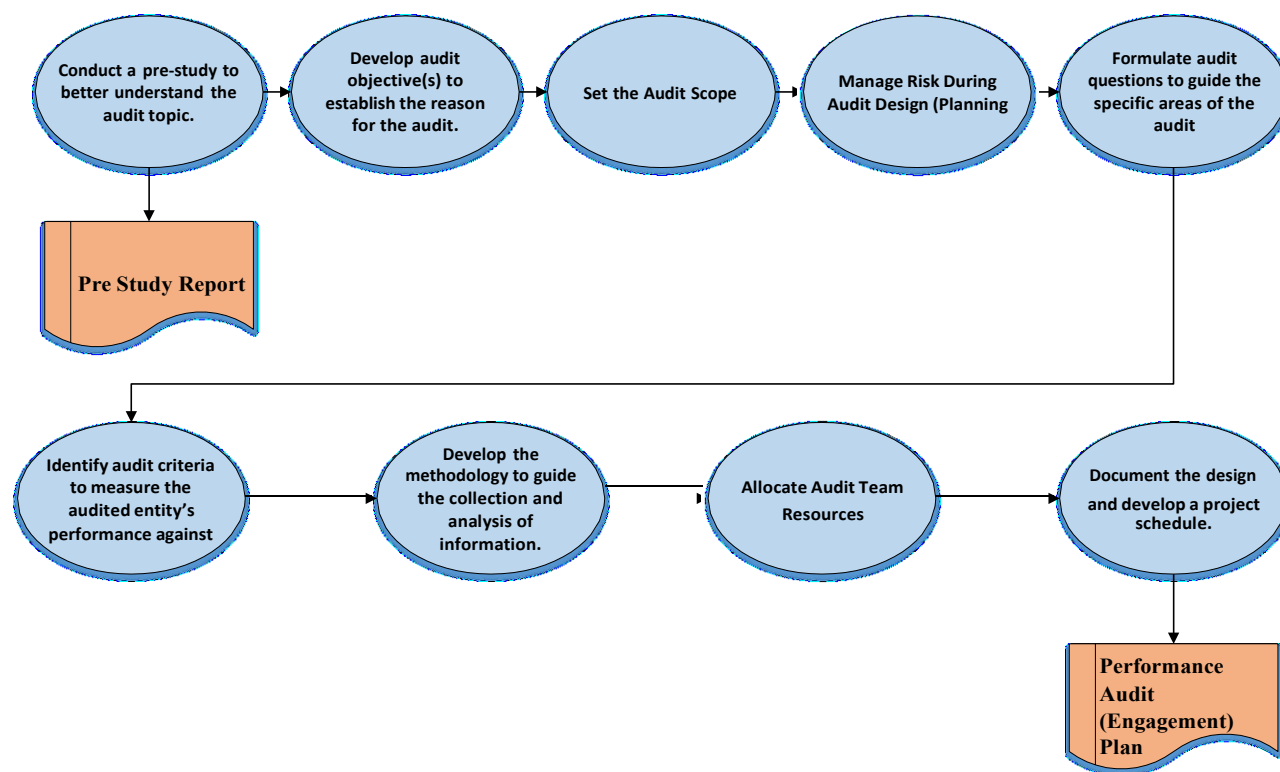 Conduct a pre-study to
better understand the
audit topic.
Develop audit
objective(s) to
establish the reason
for the audit.
Set the Audit Scope
Manage Risk During
Audit Design (Planning
Formulate audit
questions to guide the
specific areas of the
audit
Pre Study Report
Identify audit criteria
to measure the
audited entity’s
performance against
Develop the
methodology to guide
the collection and
analysis of
information.
Allocate Audit Team
Resources
Document the design
and develop a project
schedule.
Performance
Audit
(Engagement)
Plan